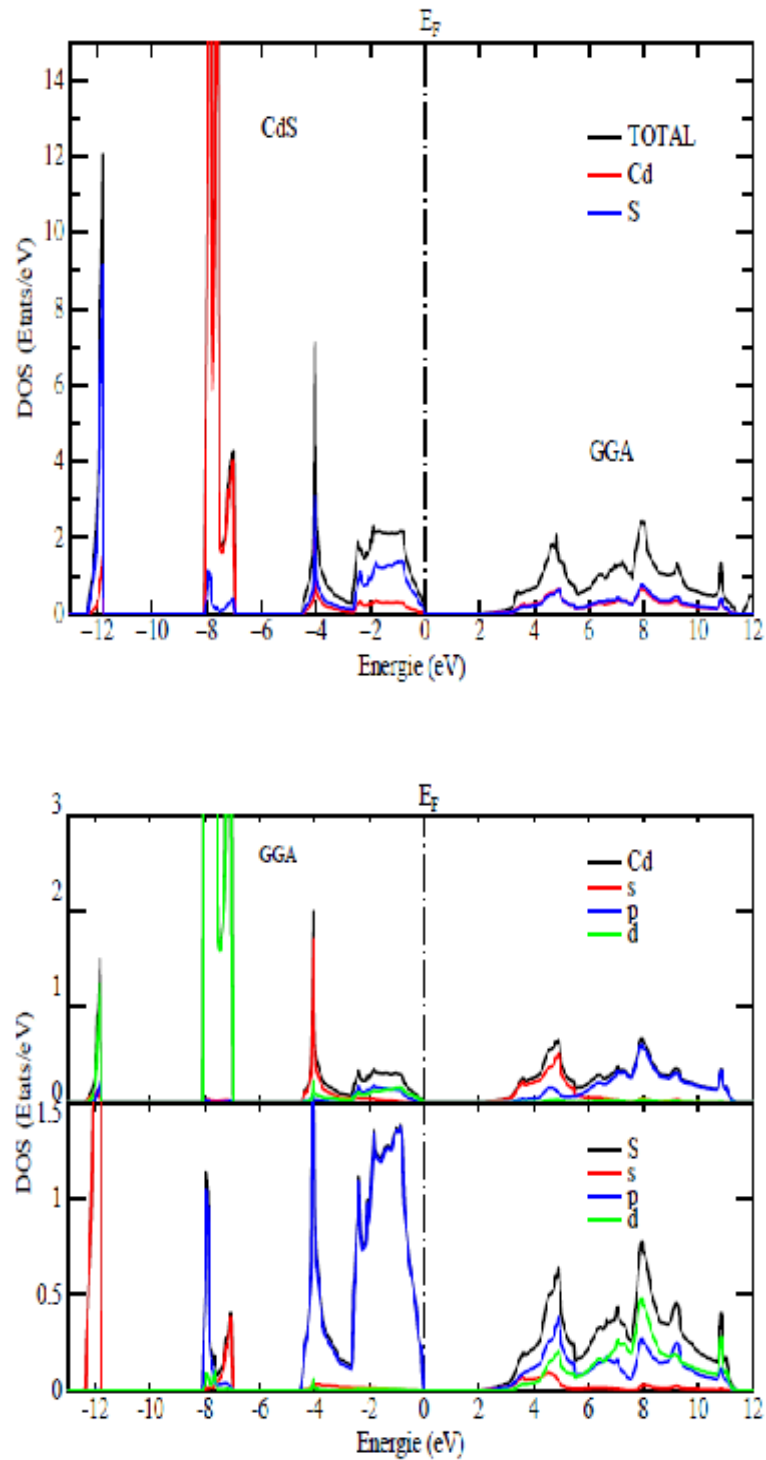 E_F
14
CdS
TOTAL
12
Cd
S
10
DOS (Etats/eV)
8
6
4
GGA
2
0
−12 −10 −8 −6 −4 −2 0 2 4 6 8 10 12
Energie (eV)
E_F
3
GGA
Cd
s
p
d
2
1
0
DOS (Etats/eV)
1.5
S
s
p
d
1
0.5
0
-12 -10 -8 -6 -4 -2 0 2 4 6 8 10 12
Energie (eV)